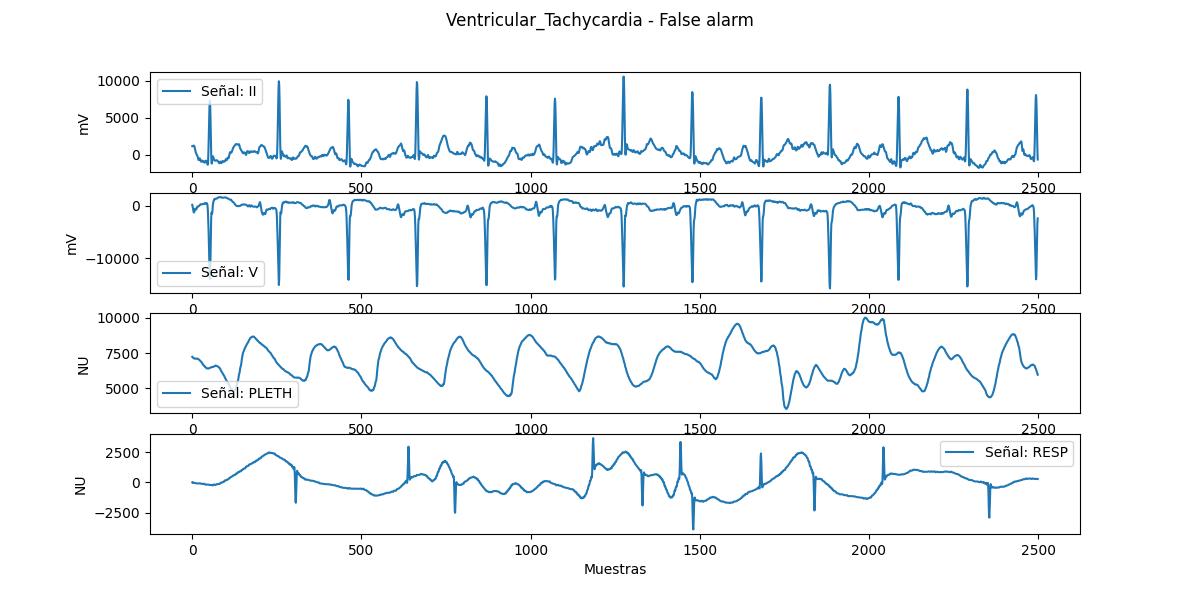 Ventricular_Tachycardia - False alarm
10000
5000
0
mV
Señal: II
0 500 1000 1500 2000 2500
0
−10000
mV
Señal: V
0 500 1000 1500 2000 2500
10000
7500
5000
NU
Señal: PLETH
0 500 1000 1500 2000 2500
2500
0
−2500
NU
Señal: RESP
0 500 1000 1500 2000 2500
Muestras